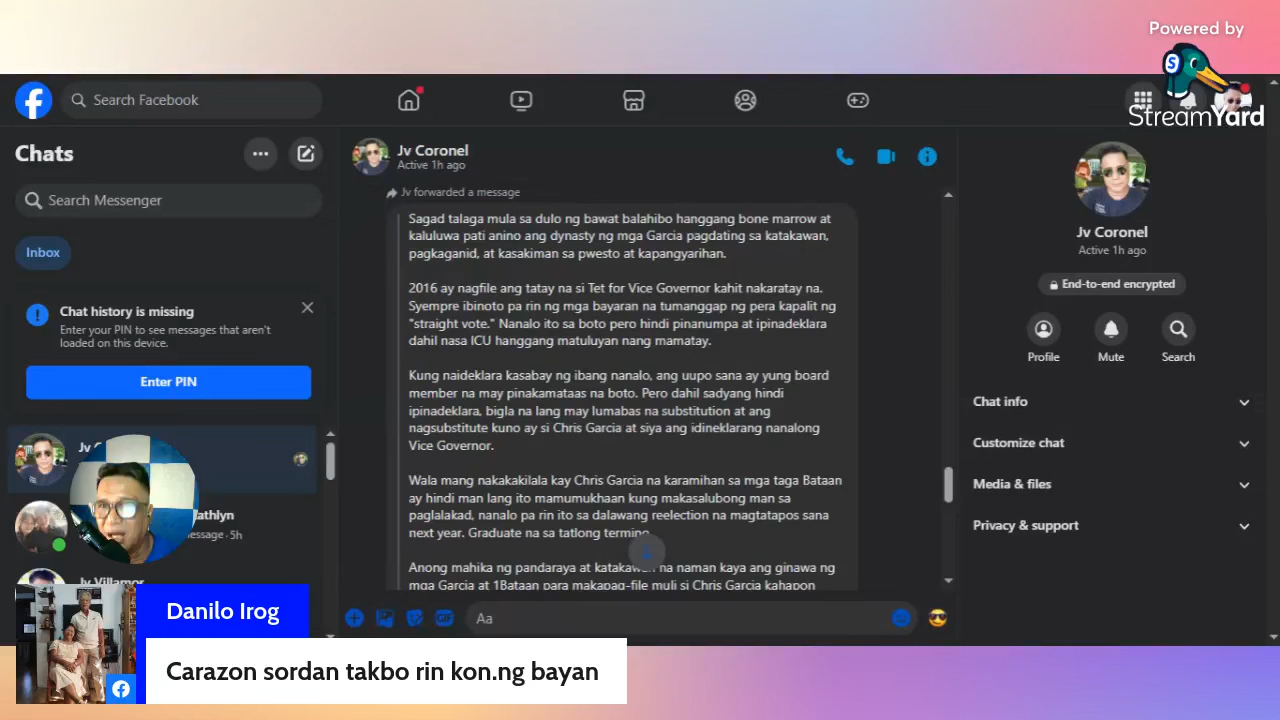 Powered by
StreamYard
Search Facebook
Chats
Search Messenger
Inbox
Chat history is missing
Enter your PIN to see messages that aren't
loaded on this device.
Enter PIN
Jv
athlyn
essage · 5h
Jv Villamor
Jv Coronel
Active 1h ago
Jv forwarded a message
Sagad talaga mula sa dulo ng bawat balahibo hanggang bone marrow at
kaluluwa pati anino ang dynasty ng mga Garcia pagdating sa katakawan,
pagkaganid, at kasakiman sa pwesto at kapangyarihan.
2016 ay nagfile ang tatay na si Tet for Vice Governor kahit nakaratay na.
Syempre ibinoto pa rin ng mga bayaran na tumanggap ng pera kapalit ng
"straight vote." Nanalo ito sa boto pero hindi pinanumpa at ipinadeklara
dahil nasa ICU hanggang matuluyan nang mamatay.
Kung naideklara kasabay ng ibang nanalo, ang uupo sana ay yung board
member na may pinakamataas na boto. Pero dahil sadyang hindi
ipinadeklara, bigla na lang may lumabas na substitution at ang
nagsubstitute kuno ay si Chris Garcia at siya ang idineklarang nanalong
Vice Governor.
Wala mang nakakakilala kay Chris Garcia na karamihan sa mga taga Bataan
ay hindi man lang ito mamumukhaan kung makasalubong man sa
paglalakad, nanalo pa rin ito sa dalawang reelection na magtatapos sana
next year. Graduate na sa tatlong termino.
Anong mahika ng pandaraya at katakawan na naman kaya ang ginawa ng
mga Garcia at 1Bataan para makapag-file muli si Chris Garcia kahapon
GIF
Aa
Jv Coronel
Active 1h ago
End-to-end encrypted
Profile
Mute
Search
Chat info
Customize chat
Media & files
Privacy & support
Danilo Irog
Carazon sordan takbo rin kon.ng bayan